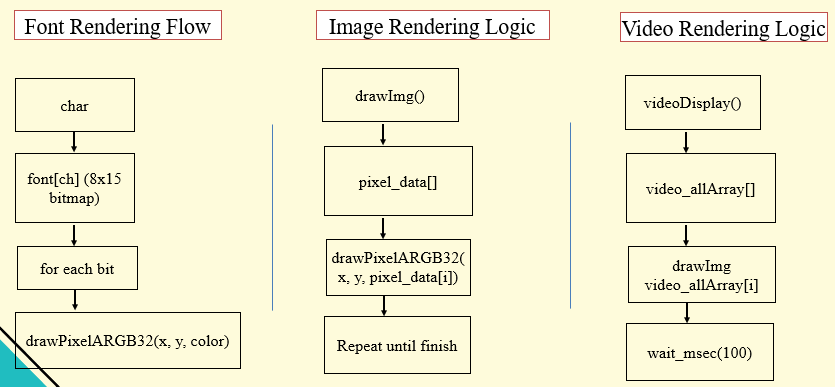 Font Rendering Flow
char
font[ch] (8x15
bitmap)
for each bit
drawPixelARGB32(x, y, color)
Image Rendering Logic
drawImg()
pixel_data[]
drawPixelARGB32(
x, y, pixel_data[i])
Repeat until finish
Video Rendering Logic
videoDisplay()
video_allArray[]
drawImg
video_allArray[i]
wait_msec(100)